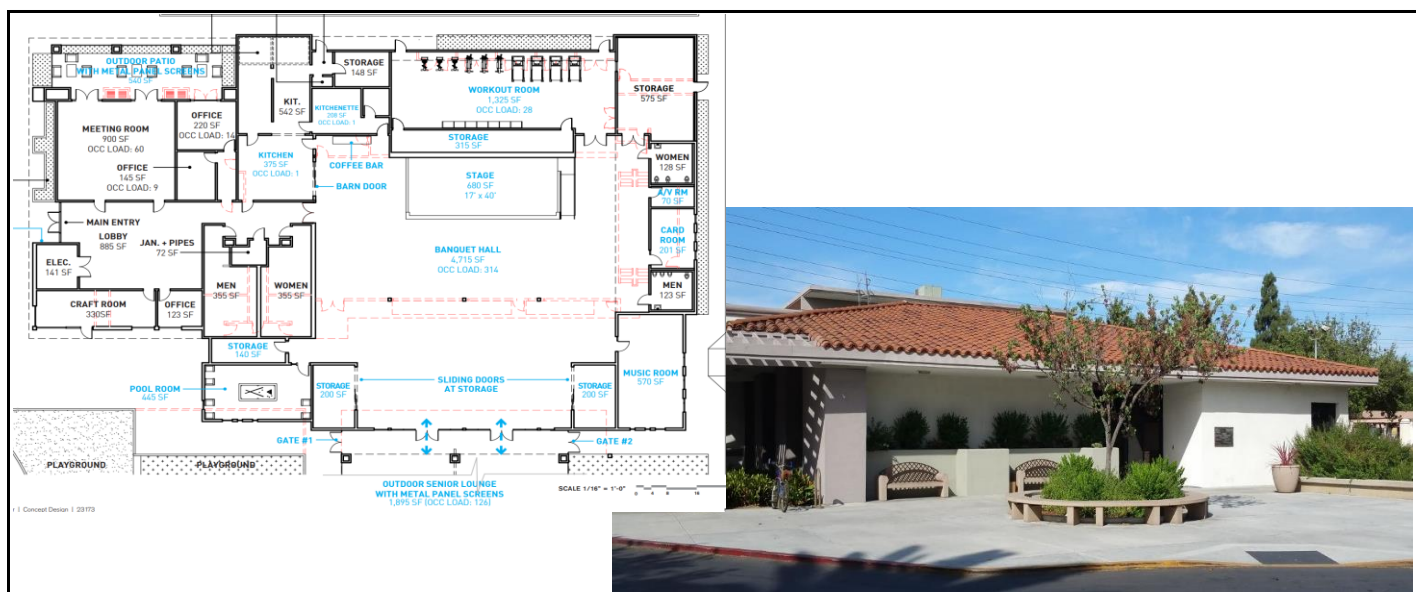 OUTDOOR PATIO
WITH METAL PANEL SCREENS
540 SF
STORAGE
148 SF
WORKOUT ROOM
1,325 SF
OCC LOAD: 28
STORAGE
575 SF
KIT.
542 SF
KITCHENETTE
208 SF
OCC LOAD: 1
OFFICE
220 SF
OCC LOAD: 14
MEETING ROOM
900 SF
OCC LOAD: 60
STORAGE
315 SF
OFFICE
145 SF
OCC LOAD: 9
KITCHEN
375 SF
OCC LOAD: 1
COFFEE BAR
BARN DOOR
STAGE
680 SF
17' x 40'
WOMEN
128 SF
A/V RM
70 SF
MAIN ENTRY
LOBBY
885 SF
JAN. + PIPES
72 SF
CARD
ROOM
201 SF
BANQUET HALL
4,715 SF
OCC LOAD: 314
ELEC.
141 SF
MEN
355 SF
WOMEN
355 SF
MEN
123 SF
CRAFT ROOM
330SF
OFFICE
123 SF
STORAGE
140 SF
POOL ROOM
445 SF
STORAGE
200 SF
SLIDING DOORS
AT STORAGE
STORAGE
200 SF
MUSIC ROOM
570 SF
GATE #1
GATE #2
PLAYGROUND
PLAYGROUND
OUTDOOR SENIOR LOUNGE
WITH METAL PANEL SCREENS
1,895 SF (OCC LOAD: 126)
SCALE 1/16" = 1'-0"
0 4 8 16
| Concept Design | 23173